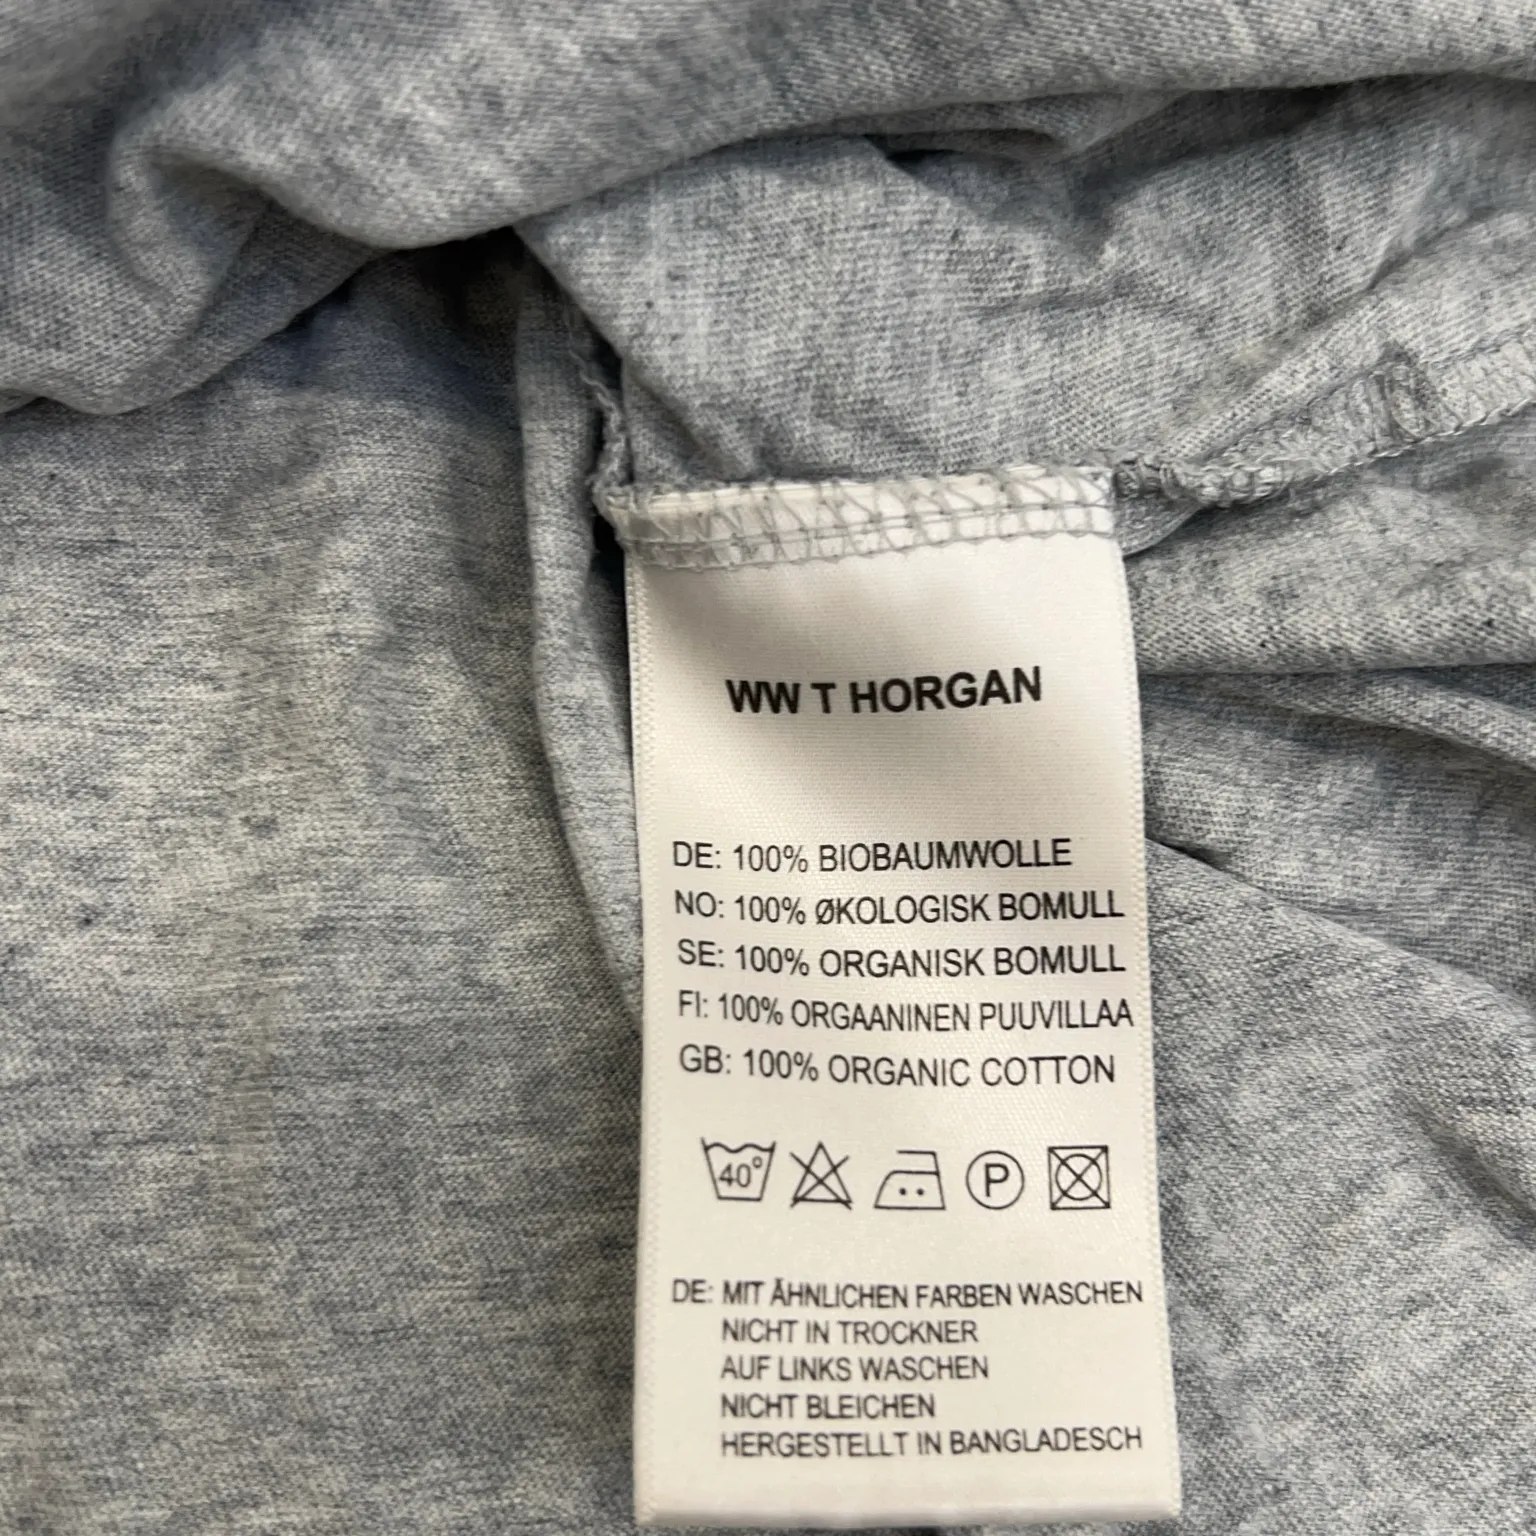 WW T HORGAN
DE: 100% BIOBAUMWOLLE
NO: 100% ØKOLOGISK BOMULL
SE: 100% ORGANISK BOMULL
FI: 100% ORGAANINEN PUUVILLAA
GB: 100% ORGANIC COTTON
40° P
DE: MIT ÄHNLICHEN FARBEN WASCHEN
NICHT IN TROCKNER
AUF LINKS WASCHEN
NICHT BLEICHEN
HERGESTELLT IN BANGLADESCH